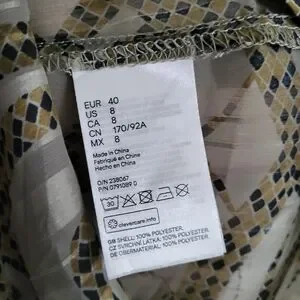 EUR 40
US 8
CA 8
CN 170/92A
MX 8
Made in China
Fabriqué en Chine
Hecho en China
O/N 238067
P/N 0791089 0
30
clevercare.info
GB SHELL: 100% POLYESTER
CZ SVRCHNÍ LÁTKA: 100% POLYESTER
DE OBERMATERIAL: 100% POLYESTER